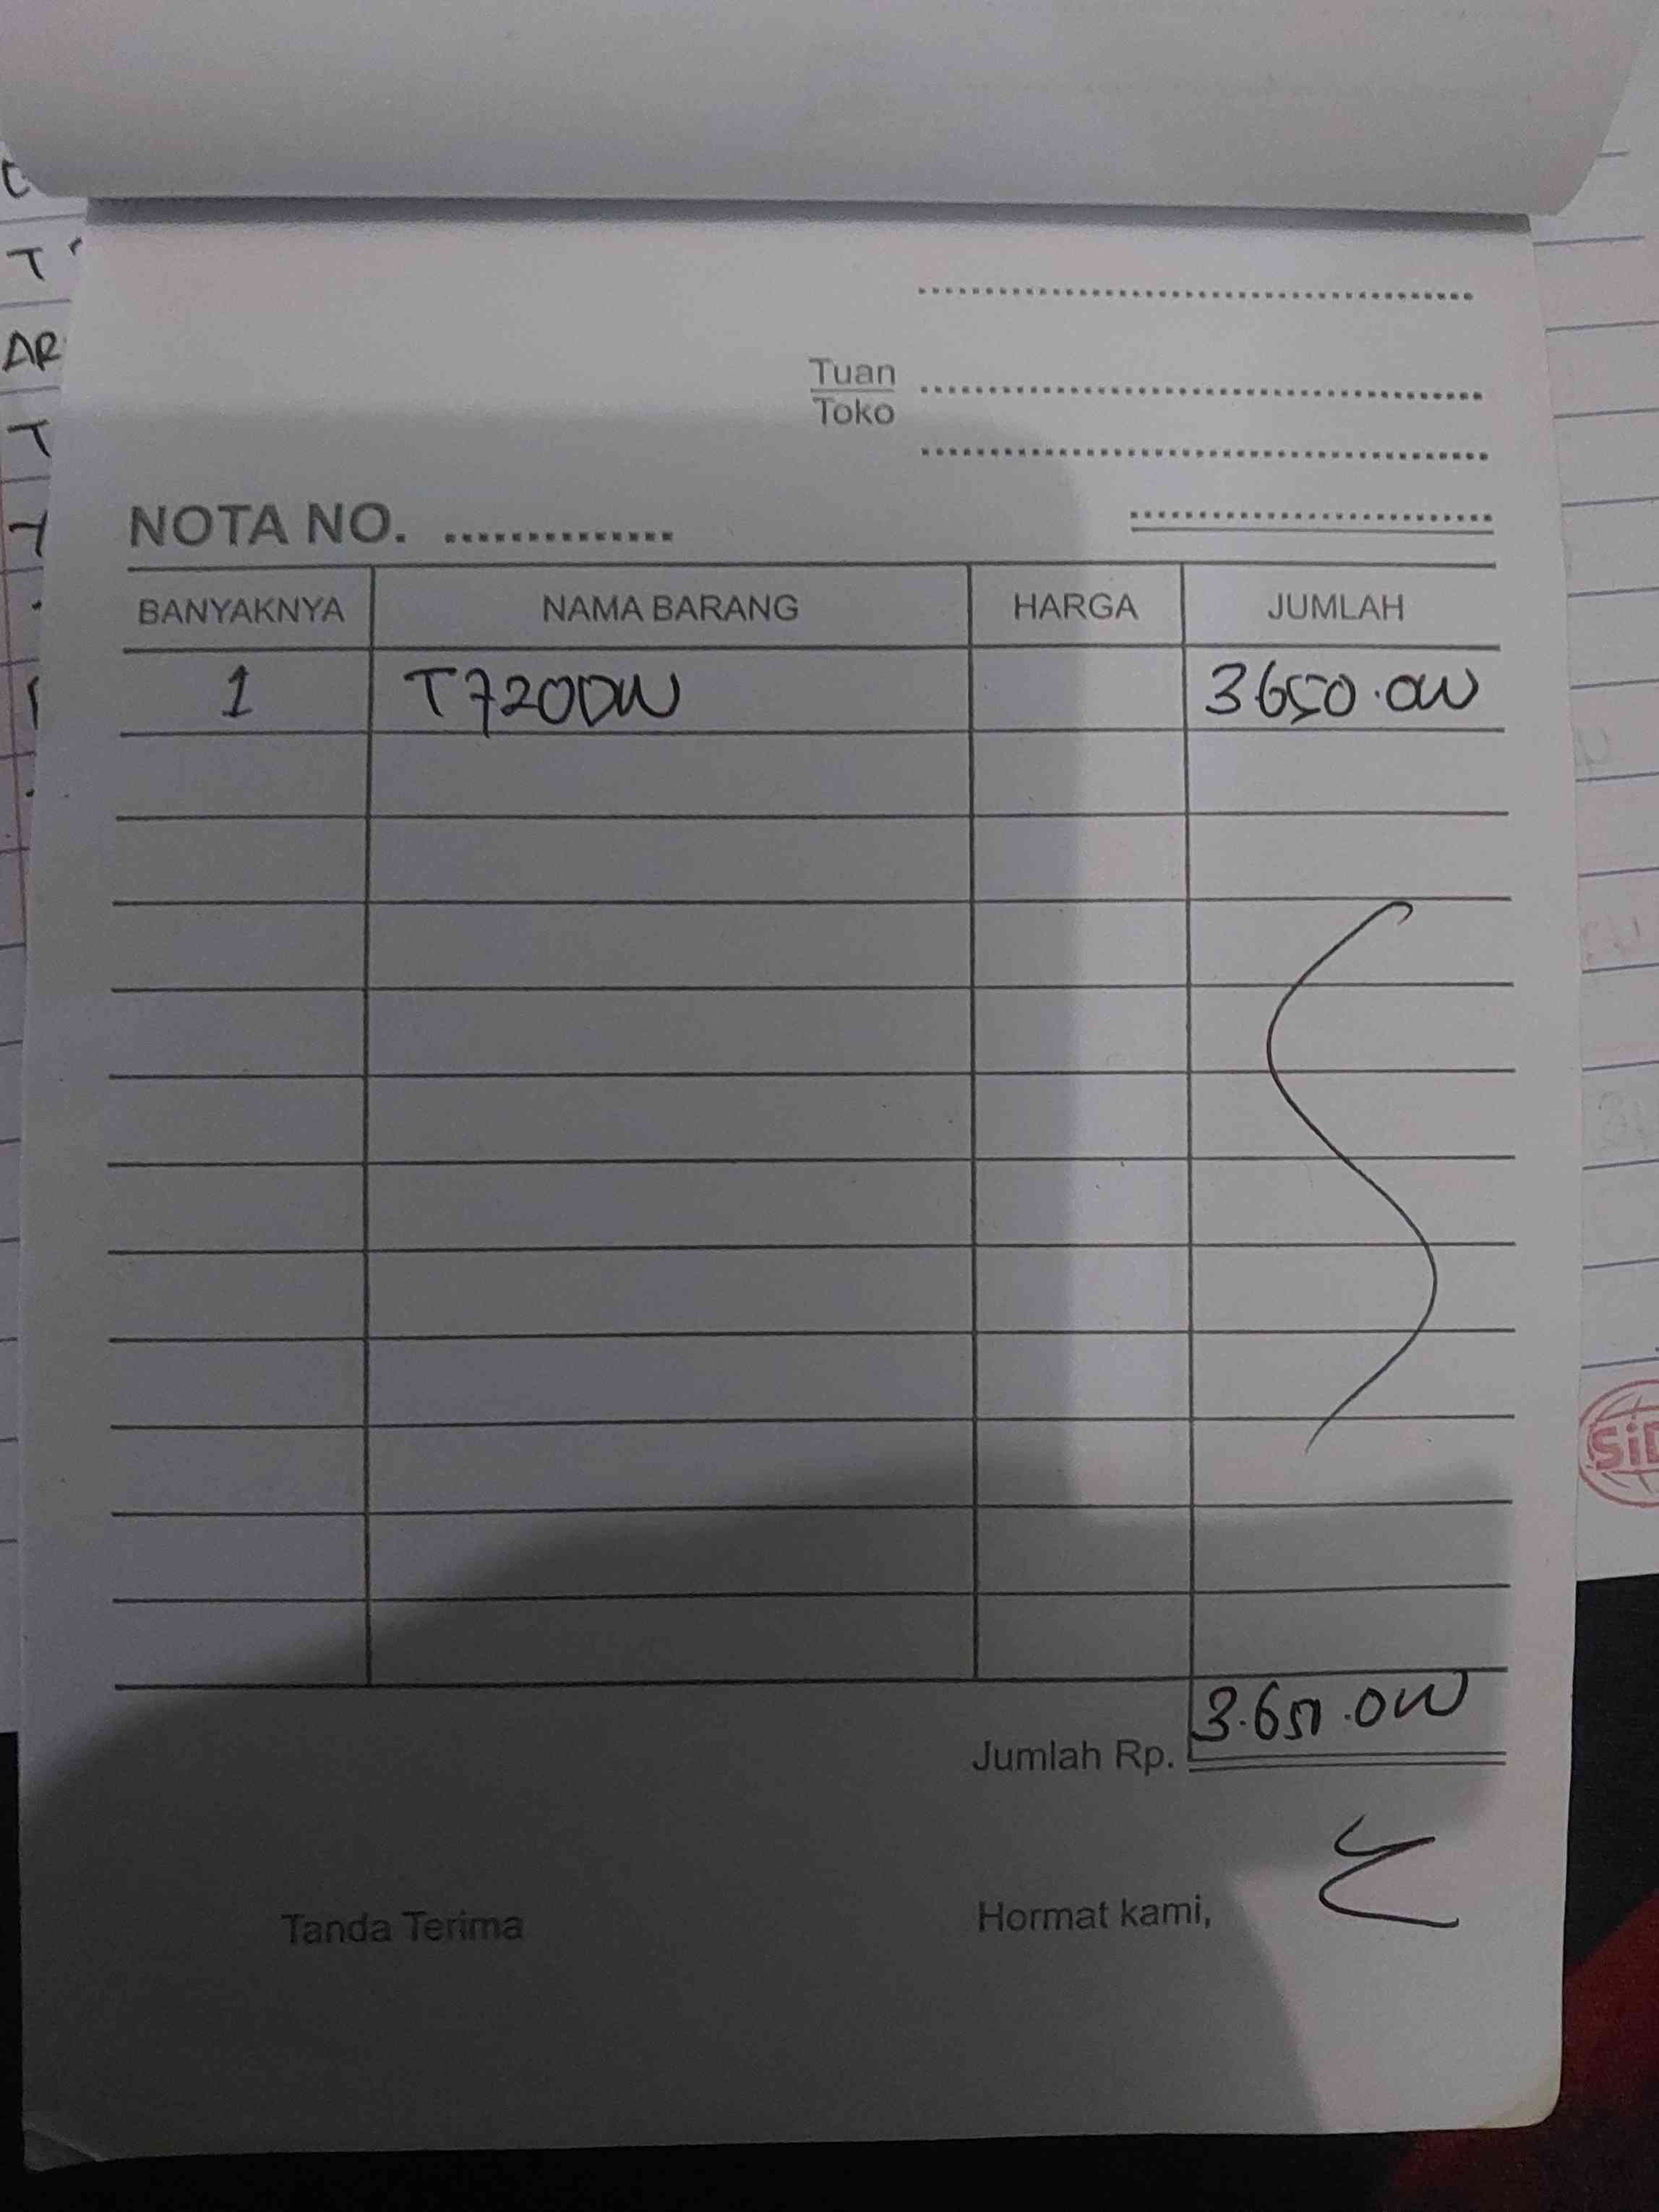 Tuan
Toko
NOTA NO. ..............
BANYAKNYA NAMA BARANG HARGA JUMLAH
1 T720DW 3650.000
Jumlah Rp. 3.650.000
Tanda Terima Hormat kami,
AR